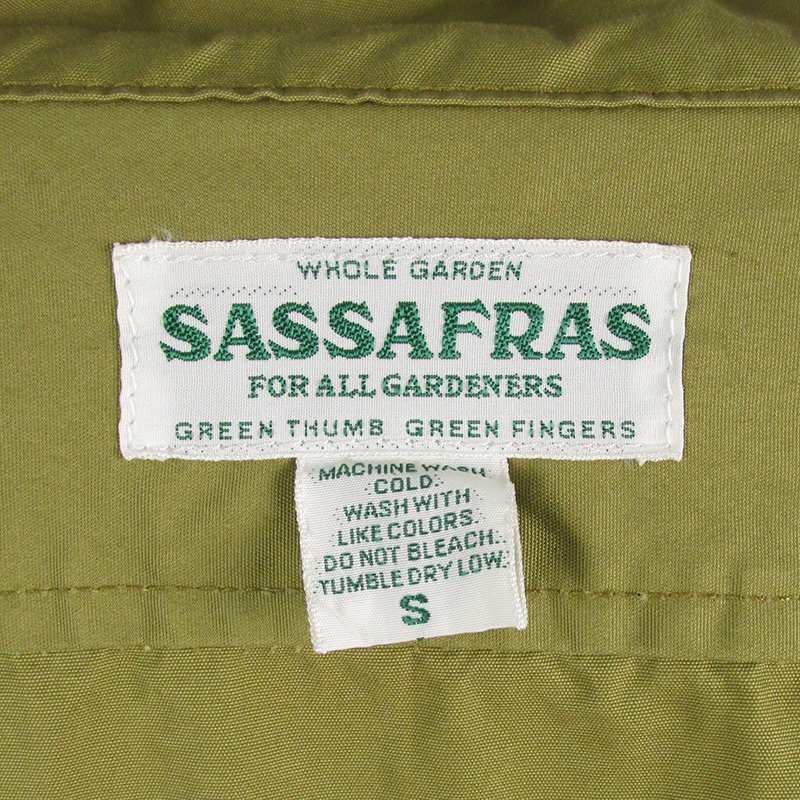 WHOLE GARDEN
SASSAFRAS
FOR ALL GARDENERS
GREEN THUMB GREEN FINGERS
MACHINE WASH
COLD.
WASH WITH
LIKE COLORS.
DO NOT BLEACH.
TUMBLE DRY LOW.
S